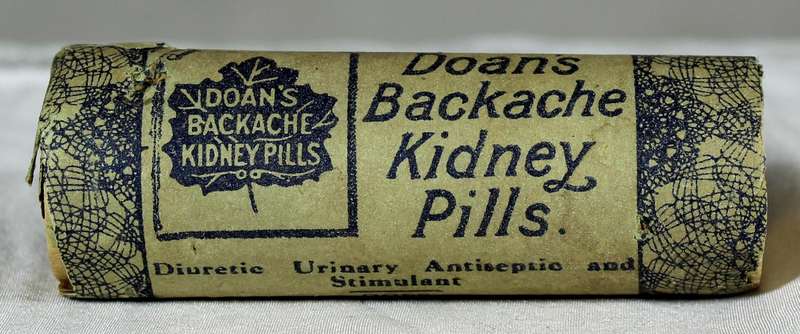 DOAN'S
BACKACHE
KIDNEY PILLS
Doan's
Backache
Kidney
Pills.
Diuretic Urinary Antiseptic and
Stimulant